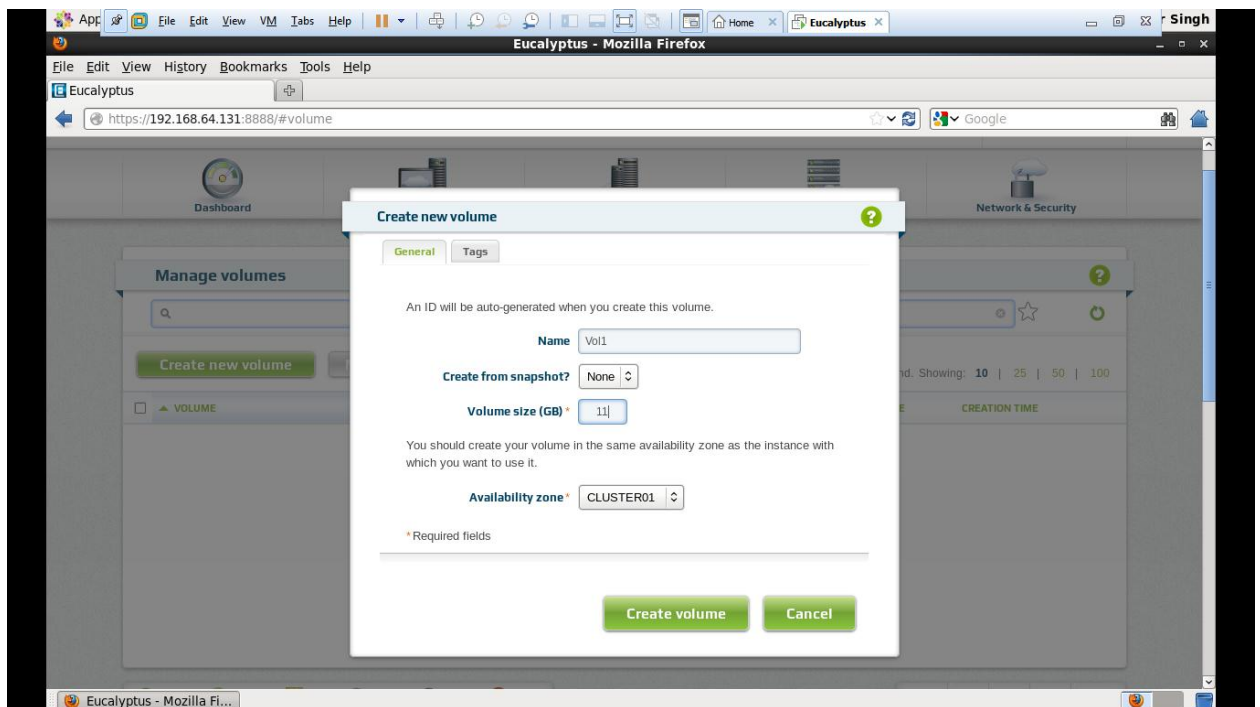 App File Edit View VM Tabs Help Home × Eucalyptus × r Singh
Eucalyptus - Mozilla Firefox
File Edit View History Bookmarks Tools Help
Eucalyptus
https://192.168.64.131:8888/#volume Google
Dashboard Network & Security
Create new volume ?
General Tags
Manage volumes ?
An ID will be auto-generated when you create this volume.
Name Vol1
Create new volume nd. Showing: 10 | 25 | 50 | 100
Create from snapshot? None
VOLUME E CREATION TIME
Volume size (GB) * 11
You should create your volume in the same availability zone as the instance with
which you want to use it.
Availability zone * CLUSTER01
* Required fields
Create volume Cancel
Eucalyptus - Mozilla Fi...